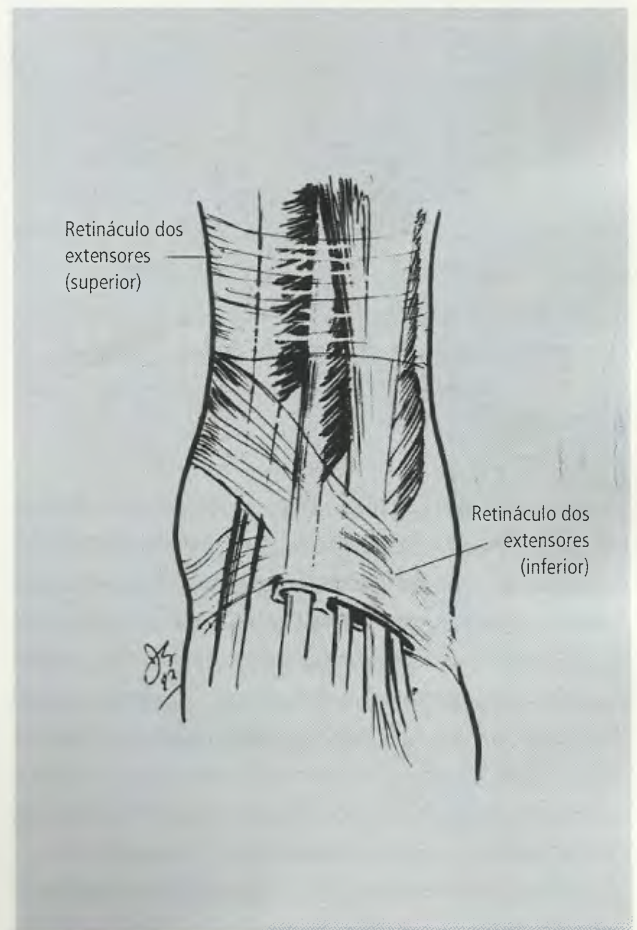 Retináculo dos
extensores
(superior)
Retináculo dos
extensores
(inferior)